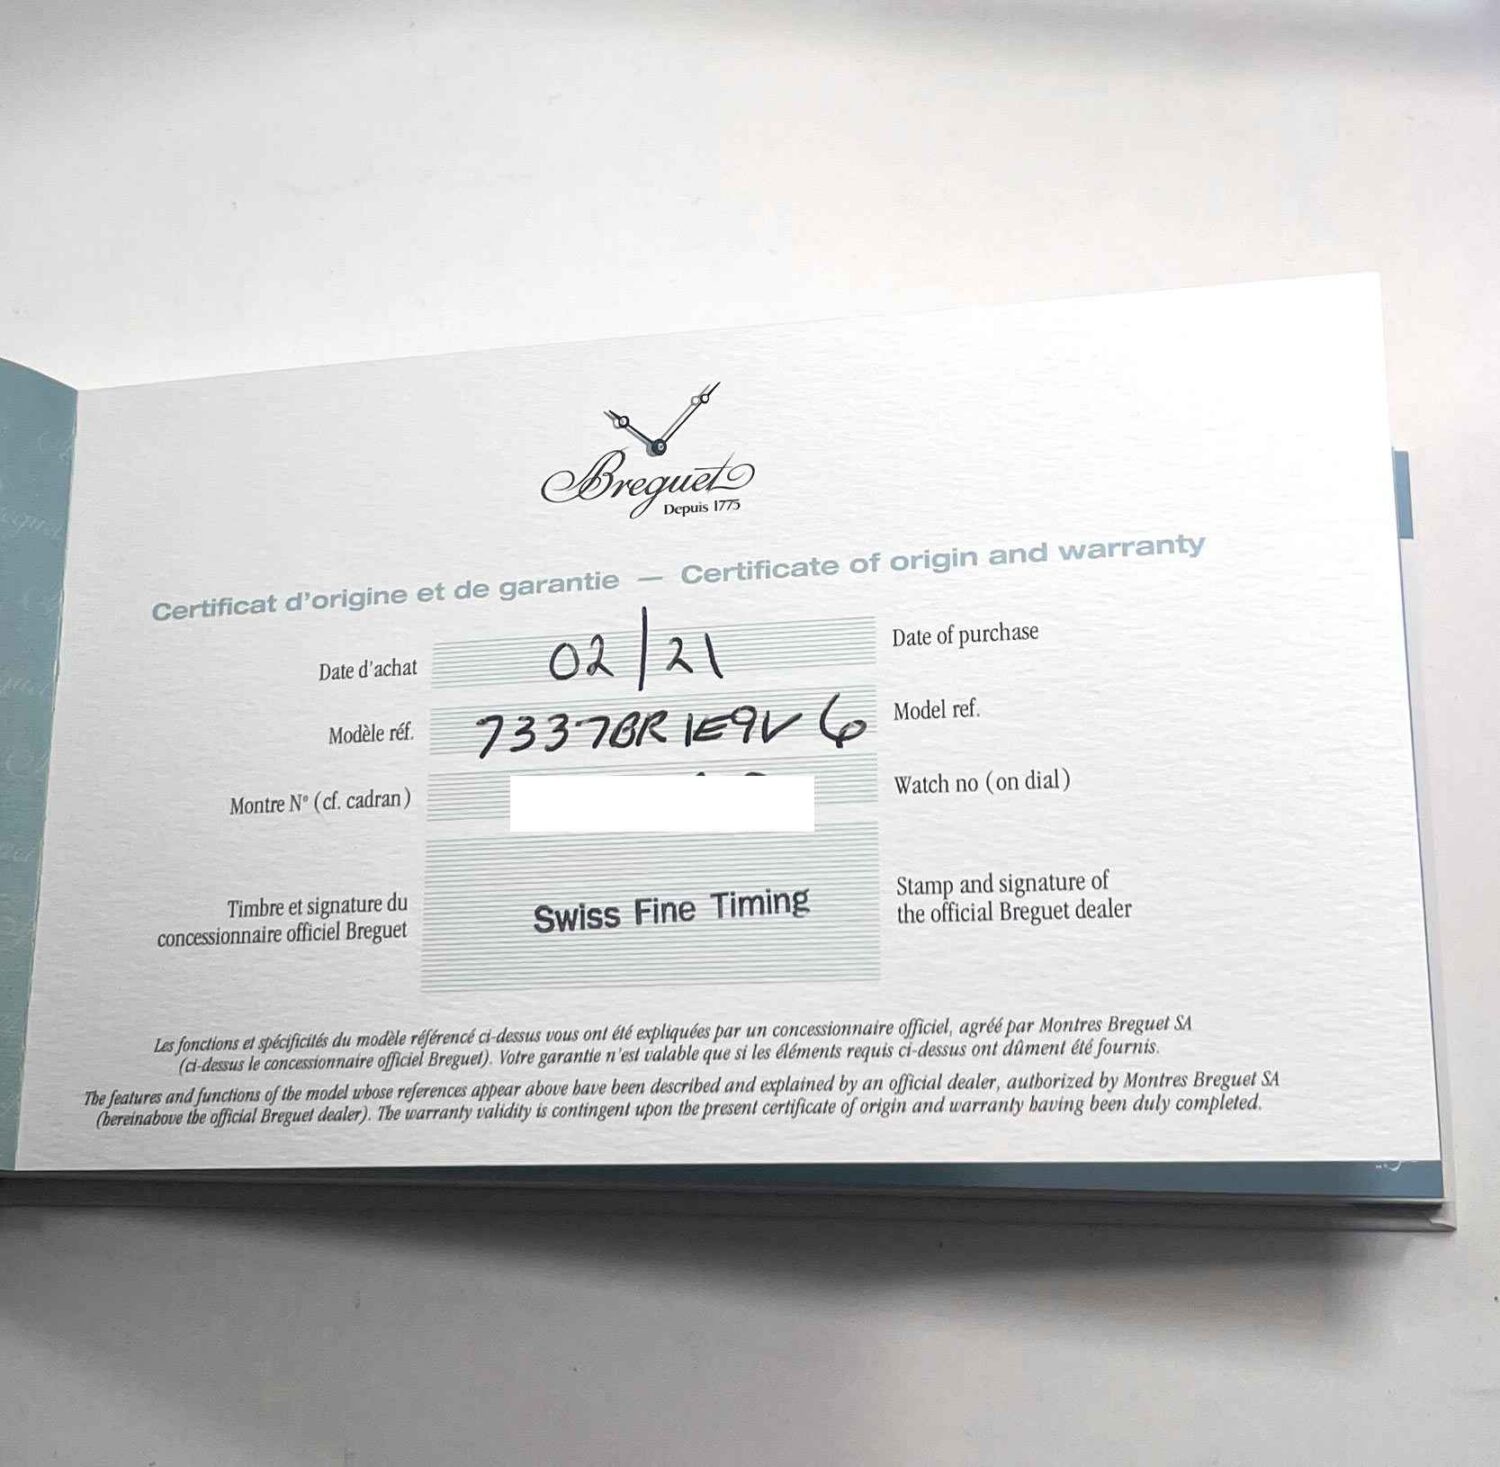 Breguet
Depuis 1775
Certificat d'origine et de garantie — Certificate of origin and warranty
Date d'achat 02/21 Date of purchase
Modèle réf. 7337BR1E9V6 Model ref.
Montre N° (cf. cadran) Watch no (on dial)
Timbre et signature du
concessionnaire officiel Breguet
Swiss Fine Timing
Stamp and signature of
the official Breguet dealer
Les fonctions et spécificités du modèle référencé ci-dessus vous ont été expliquées par un concessionnaire officiel, agréé par Montres Breguet SA
(ci-dessus le concessionnaire officiel Breguet). Votre garantie n'est valable que si les éléments requis ci-dessus ont dûment été fournis.
The features and functions of the model whose references appear above have been described and explained by an official dealer, authorized by Montres Breguet SA
(hereinabove the official Breguet dealer). The warranty validity is contingent upon the present certificate of origin and warranty having been duly completed.